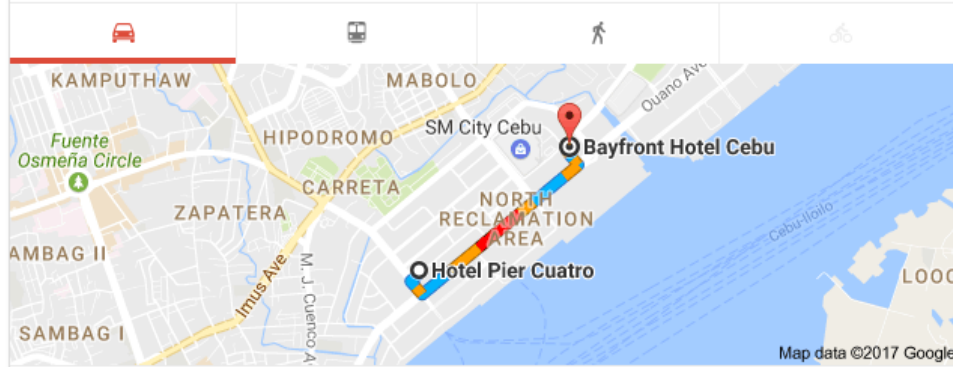 KAMPUTHAW
MABOLO
Ouano Ave
Fuente
Osmeña Circle
HIPODROMO
SM City Cebu
Bayfront Hotel Cebu
CARRETA
ZAPATERA
NORTH
RECLAMATION
AREA
Cebu-Iloilo
AMBAG II
Hotel Pier Cuatro
LOOC
Imus Ave
M. J. Cuenco A
SAMBAG I
Map data ©2017 Google